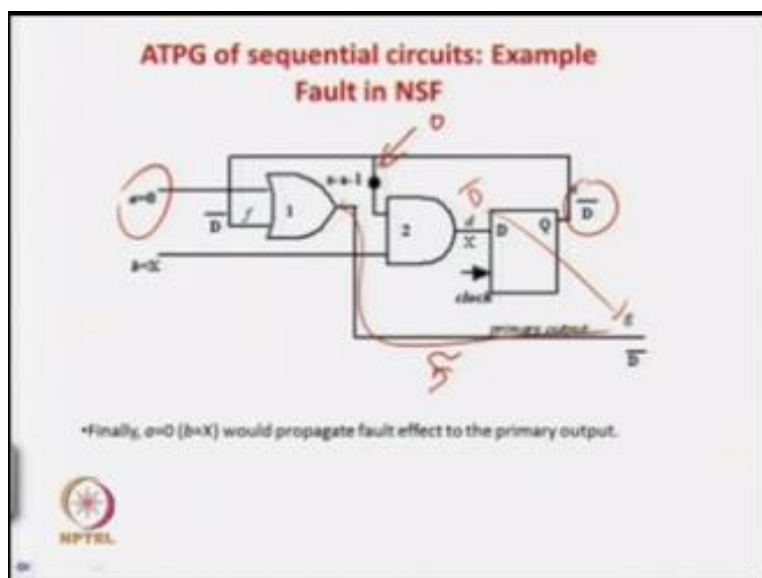 ATPG of sequential circuits: Example
Fault in NSF
0
a=0
s-a-1
D
f
1
2
D
d
X
D
Q
D
b=X
clock
primary output
g
D
•Finally, a=0 (b=X) would propagate fault effect to the primary output.
NPTEL